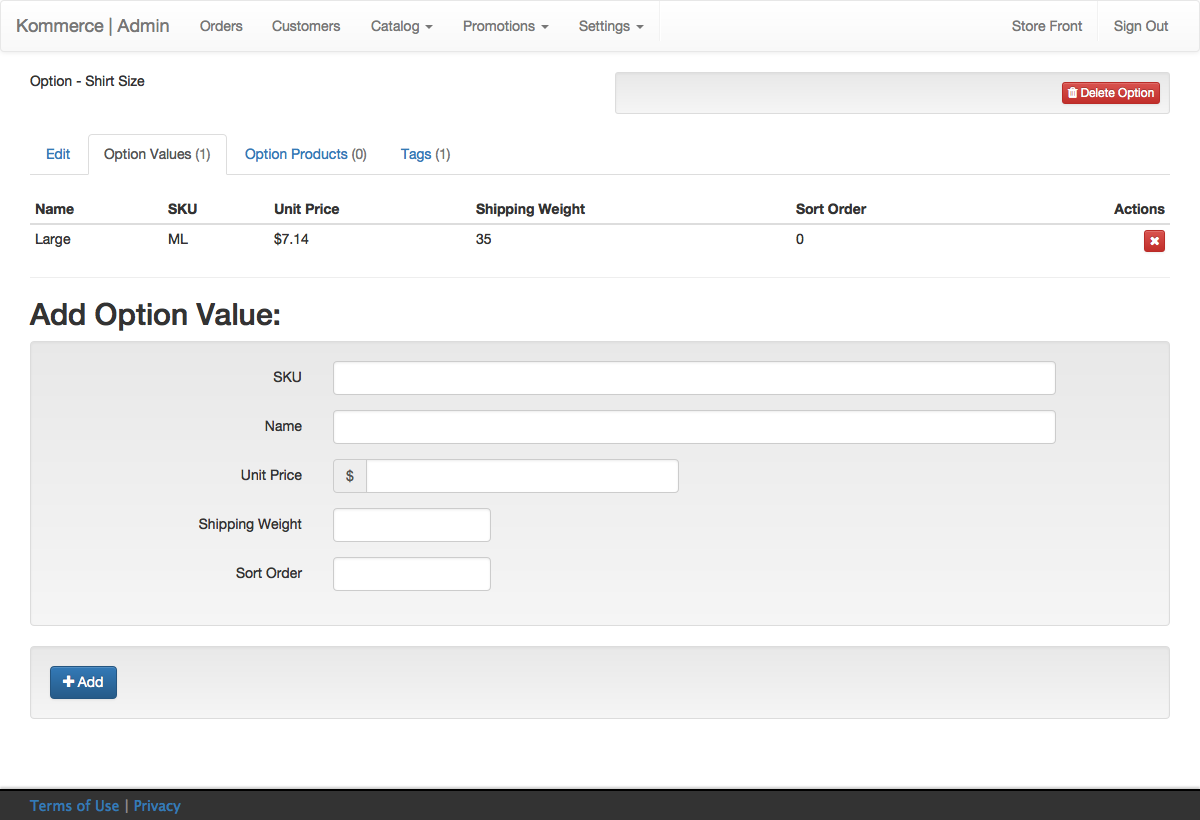 Kommerce | Admin Orders Customers Catalog Promotions Settings Store Front Sign Out
Option - Shirt Size
Delete Option
Edit Option Values (1) Option Products (0) Tags (1)
Name SKU Unit Price Shipping Weight Sort Order Actions
Large ML $7.14 35 0
Add Option Value:
SKU
Name
Unit Price $
Shipping Weight
Sort Order
Add
Terms of Use | Privacy